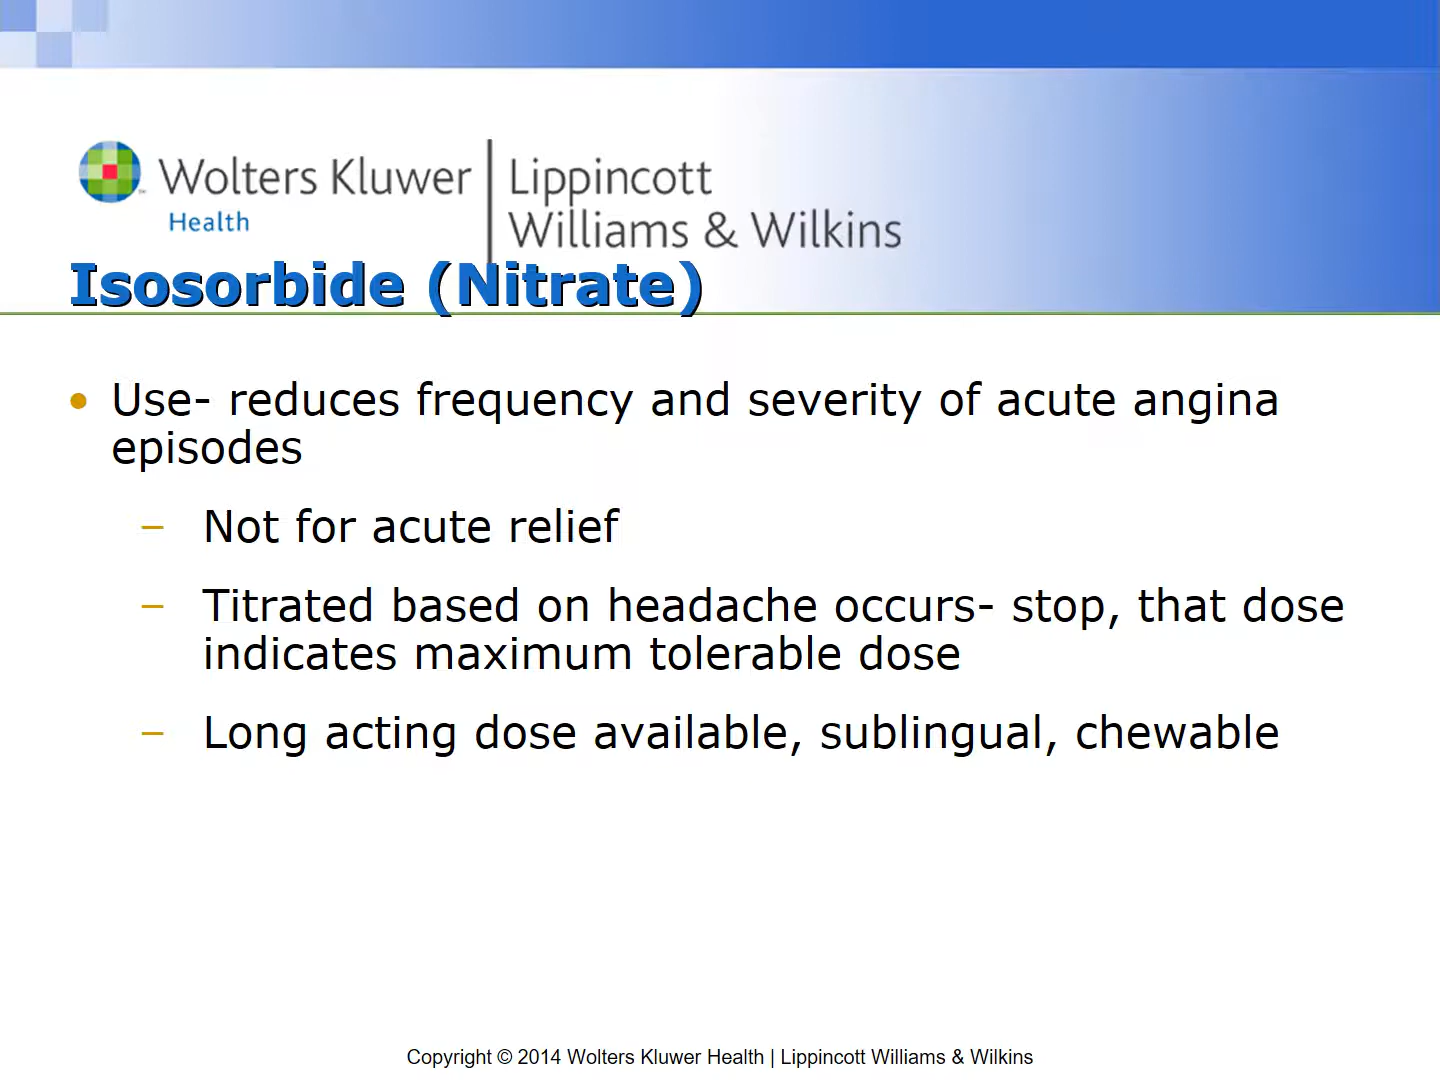 Wolters Kluwer
Health
Lippincott
Williams & Wilkins
Isosorbide (Nitrate)
• Use- reduces frequency and severity of acute angina
episodes
– Not for acute relief
– Titrated based on headache occurs- stop, that dose
indicates maximum tolerable dose
– Long acting dose available, sublingual, chewable
Copyright © 2014 Wolters Kluwer Health | Lippincott Williams & Wilkins